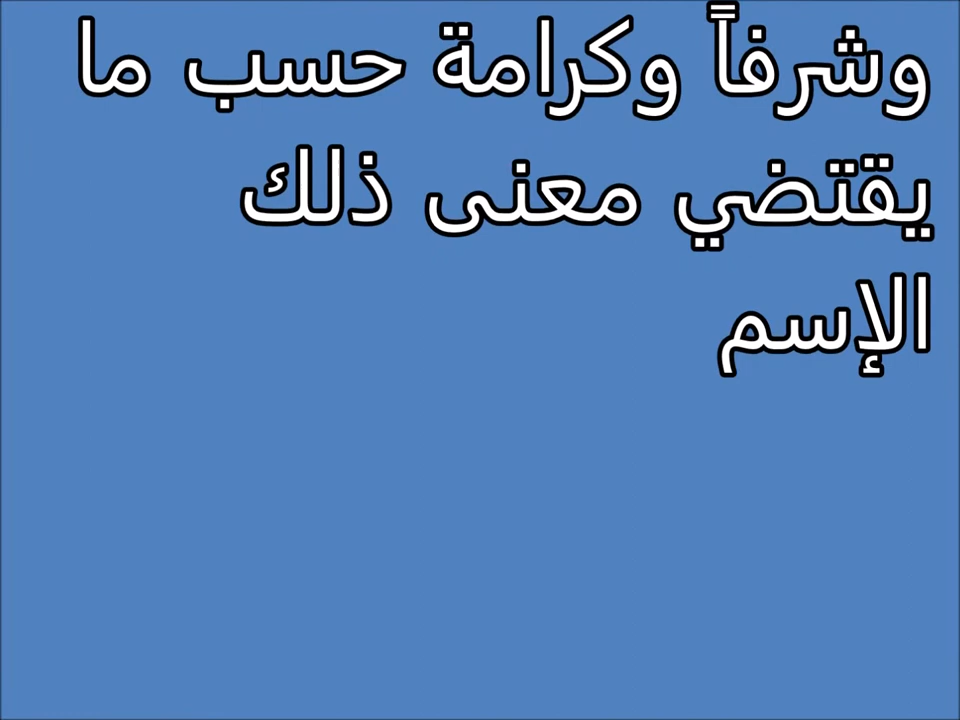 وشرفاً وكرامة حسب ما
يقتضي معنى ذلك
الإسم